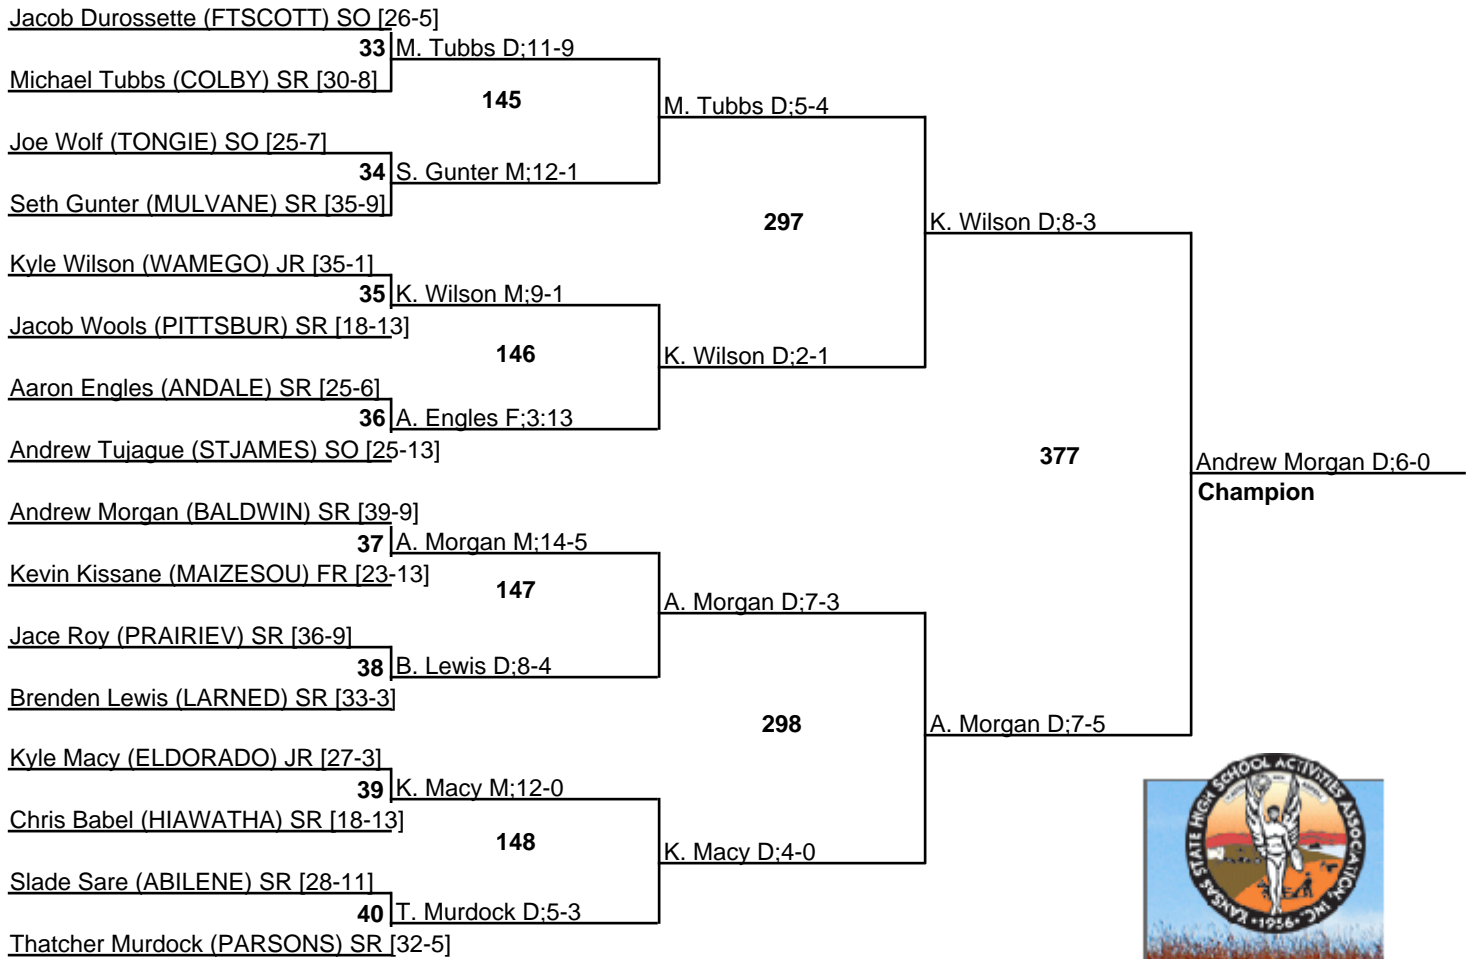 Jacob Durossette (FTSCOTT) SO [26-5]
33 M. Tubbs D;11-9
Michael Tubbs (COLBY) SR [30-8]
145
M. Tubbs D;5-4
Joe Wolf (TONGIE) SO [25-7]
34 S. Gunter M;12-1
Seth Gunter (MULVANE) SR [35-9]
297
K. Wilson D;8-3
Kyle Wilson (WAMEGO) JR [35-1]
35 K. Wilson M;9-1
Jacob Wools (PITTSBUR) SR [18-13]
146
K. Wilson D;2-1
Aaron Engles (ANDALE) SR [25-6]
36 A. Engles F;3:13
Andrew Tujague (STJAMES) SO [25-13]
377
Andrew Morgan D;6-0
Champion
Andrew Morgan (BALDWIN) SR [39-9]
37 A. Morgan M;14-5
Kevin Kissane (MAIZESOU) FR [23-13]
147
A. Morgan D;7-3
Jace Roy (PRAIRIEV) SR [36-9]
38 B. Lewis D;8-4
Brenden Lewis (LARNED) SR [33-3]
298
A. Morgan D;7-5
Kyle Macy (ELDORADO) JR [27-3]
39 K. Macy M;12-0
Chris Babel (HIAWATHA) SR [18-13]
148
K. Macy D;4-0
Slade Sare (ABILENE) SR [28-11]
40 T. Murdock D;5-3
Thatcher Murdock (PARSONS) SR [32-5]
KANSAS STATE HIGH SCHOOL ACTIVITIES ASSOCIATION, INC.
•1956•